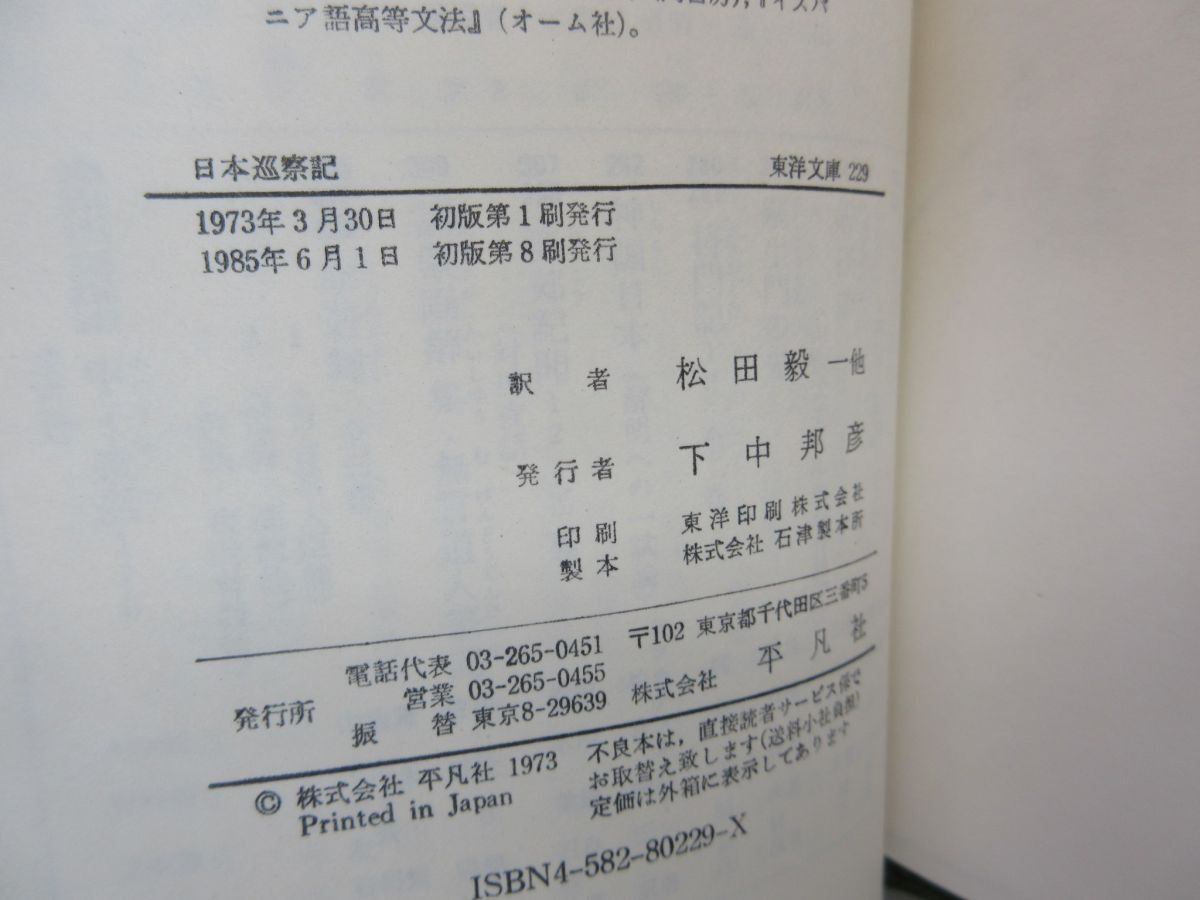 ニア語高等文法』(オーム社)。
日本巡察記 東洋文庫 229
1973年3月30日 初版第1刷発行
1985年6月1日 初版第8刷発行
訳者 松田毅一他
発行者 下中邦彦
印刷 東洋印刷株式会社
製本 株式会社 石津製本所
発行所
電話代表 03-265-0451 〒102 東京都千代田区三番町5
営業 03-265-0455 株式会社 平凡社
振替 東京8-29639
© 株式会社 平凡社 1973
Printed in Japan
不良本は,直接読者サービス係で
お取替え致します(送料小社負担)
定価は外箱に表示してあります
ISBN4-582-80229-X